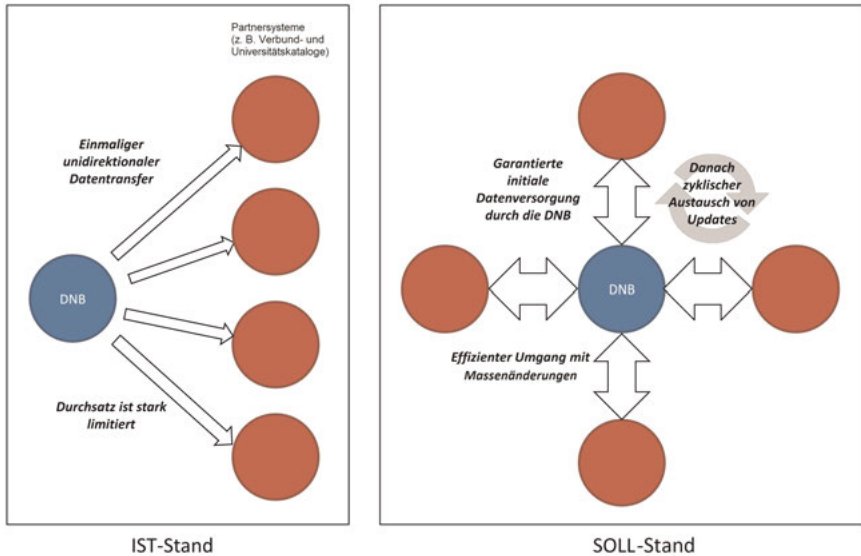 Partnersysteme
(z. B. Verbund- und
Universitätskataloge)
Einmaliger
unidirektionaler
Datentransfer
DNB
Durchsatz ist stark
limitiert
IST-Stand
Garantierte
initiale
Datenversorgung
durch die DNB
Danach
zyklischer
Austausch von
Updates
DNB
Effizienter Umgang mit
Massenänderungen
SOLL-Stand